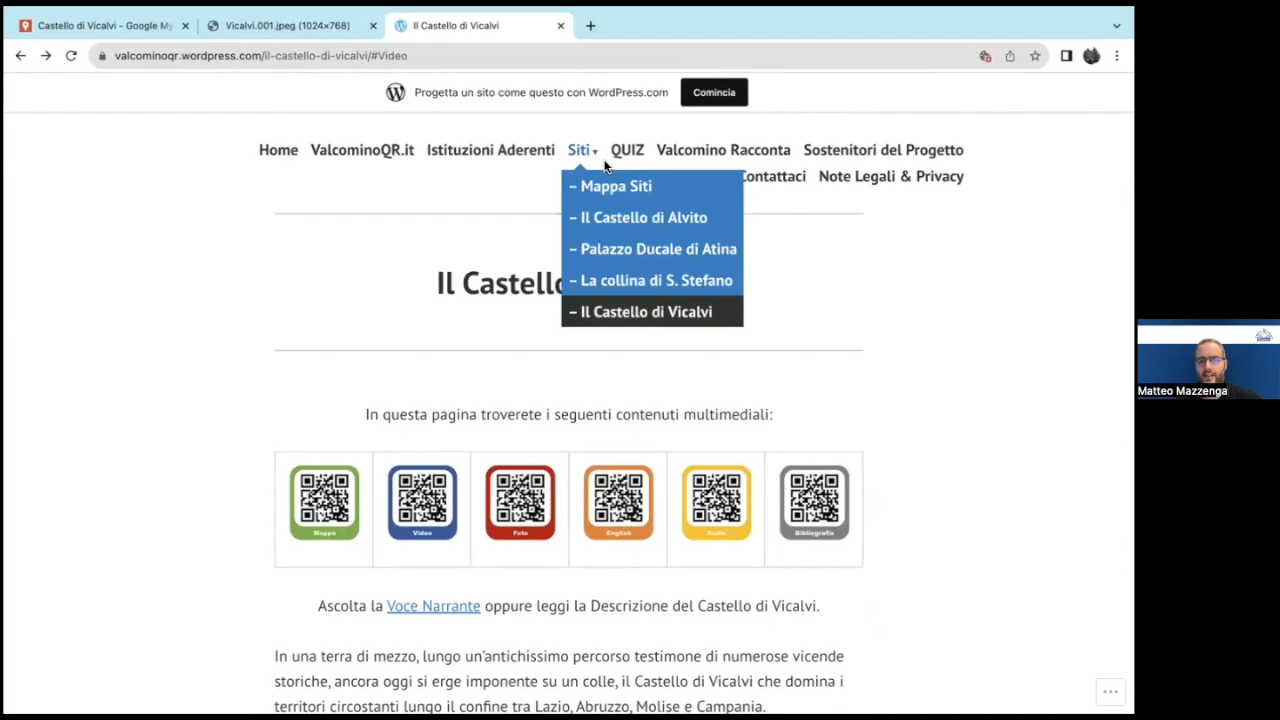 Castello di Vicalvi - Google My
Vicalvi.001.jpeg (1024×768)
Il Castello di Vicalvi
valcominoqr.wordpress.com/il-castello-di-vicalvi/#Video
Progetta un sito come questo con WordPress.com
Comincia
Home ValcominoQR.it Istituzioni Aderenti Siti QUIZ Valcomino Racconta Sostenitori del Progetto
Contattaci Note Legali & Privacy
– Mappa Siti
– Il Castello di Alvito
– Palazzo Ducale di Atina
– La collina di S. Stefano
– Il Castello di Vicalvi
Il Castello
In questa pagina troverete i seguenti contenuti multimediali:
Mappa Video Foto English Audio Bibliografia
Ascolta la Voce Narrante oppure leggi la Descrizione del Castello di Vicalvi.
In una terra di mezzo, lungo un'antichissimo percorso testimone di numerose vicende
storiche, ancora oggi si erge imponente su un colle, il Castello di Vicalvi che domina i
territori circostanti lungo il confine tra Lazio, Abruzzo, Molise e Campania.
Matteo Mazzenga